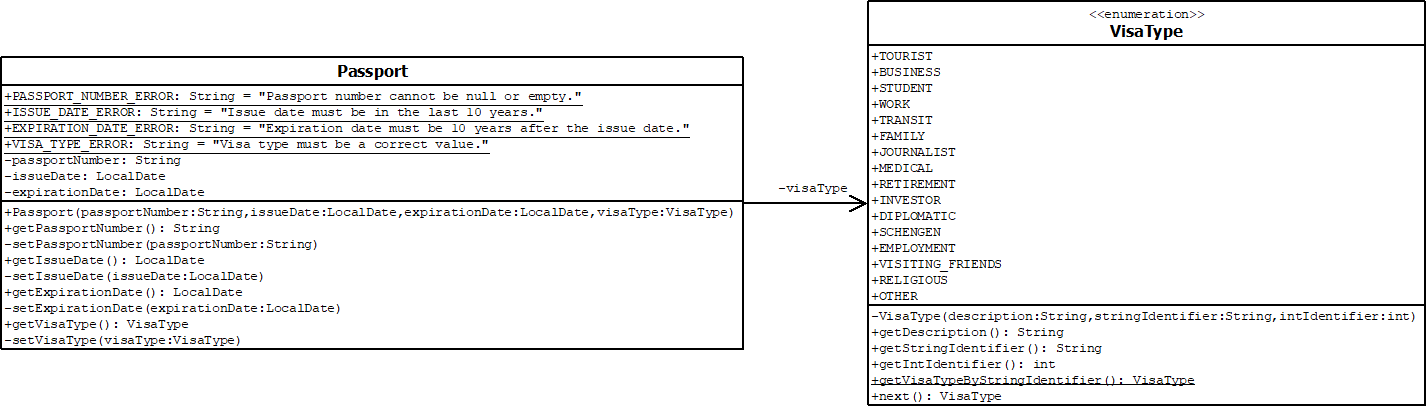 Passport
+PASSPORT_NUMBER_ERROR: String = "Passport number cannot be null or empty."
+ISSUE_DATE_ERROR: String = "Issue date must be in the last 10 years."
+EXPIRATION_DATE_ERROR: String = "Expiration date must be 10 years after the issue date."
+VISA_TYPE_ERROR: String = "Visa type must be a correct value."
-passportNumber: String
-issueDate: LocalDate
-expirationDate: LocalDate
+Passport(passportNumber:String,issueDate:LocalDate,expirationDate:LocalDate,visaType:VisaType)
+getPassportNumber(): String
-setPassportNumber(passportNumber:String)
+getIssueDate(): LocalDate
-setIssueDate(issueDate:LocalDate)
+getExpirationDate(): LocalDate
-setExpirationDate(expirationDate:LocalDate)
+getVisaType(): VisaType
-setVisaType(visaType:VisaType)
-visaType
<<enumeration>>
VisaType
+TOURIST
+BUSINESS
+STUDENT
+WORK
+TRANSIT
+FAMILY
+JOURNALIST
+MEDICAL
+RETIREMENT
+INVESTOR
+DIPLOMATIC
+SCHENGEN
+EMPLOYMENT
+VISITING_FRIENDS
+RELIGIOUS
+OTHER
-VisaType(description:String,stringIdentifier:String,intIdentifier:int)
+getDescription(): String
+getStringIdentifier(): String
+getIntIdentifier(): int
+getVisaTypeByStringIdentifier(): VisaType
+next(): VisaType